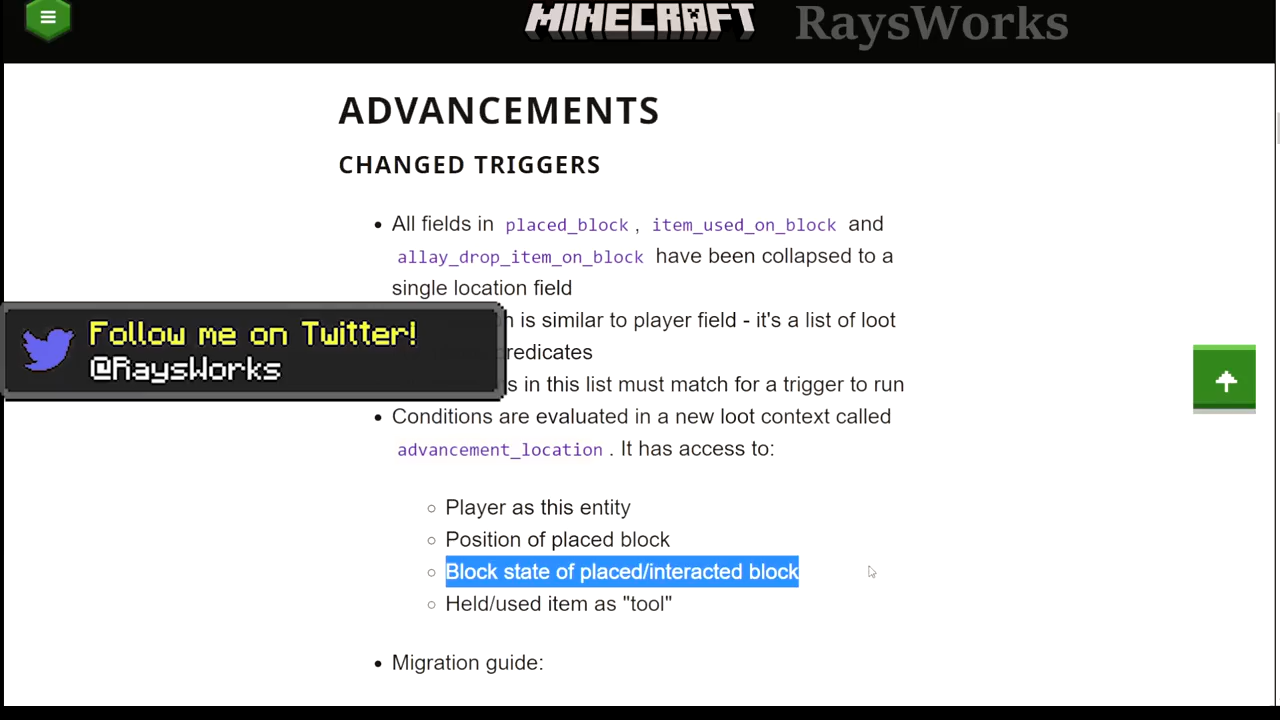 MINECRAFT RaysWorks
ADVANCEMENTS
CHANGED TRIGGERS
All fields in placed_block , item_used_on_block and
allay_drop_item_on_block have been collapsed to a
single location field
is similar to player field - it's a list of loot
Follow me on Twitter!
@RaysWorks
in this list must match for a trigger to run
Conditions are evaluated in a new loot context called
advancement_location . It has access to:
Player as this entity
Position of placed block
Block state of placed/interacted block
Held/used item as "tool"
Migration guide: